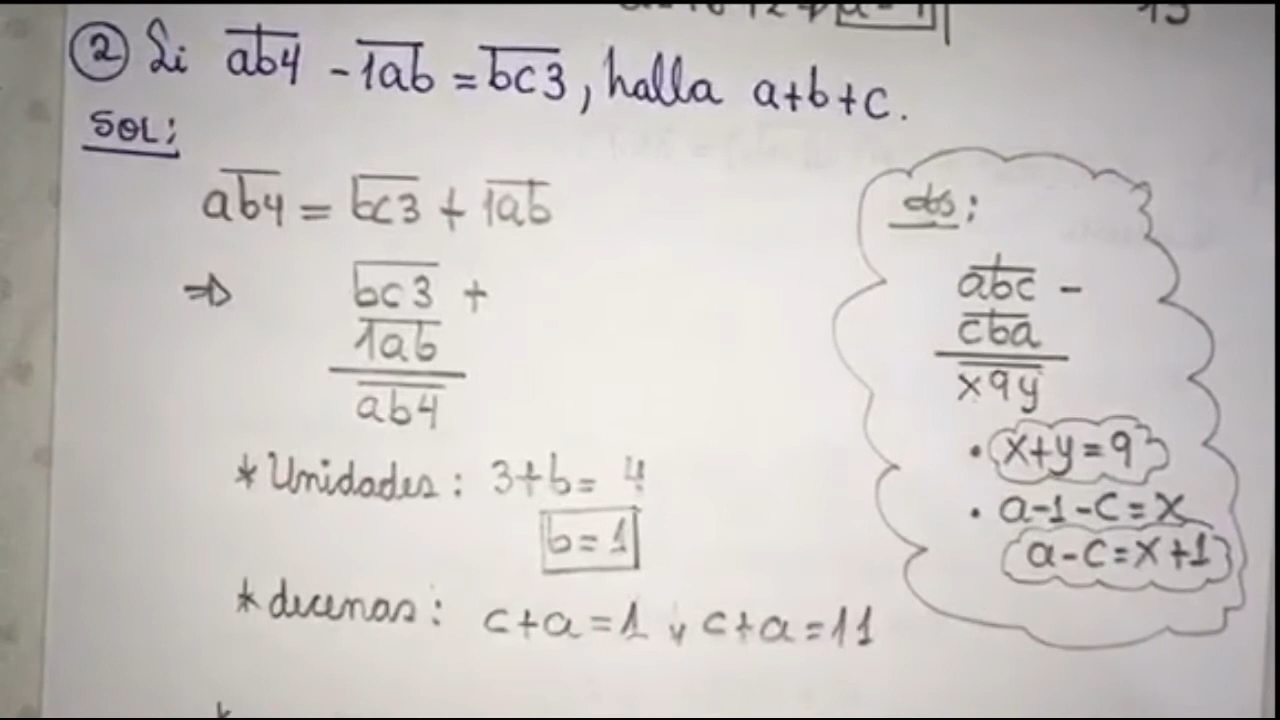 ② Si ab4 - 1ab = bc3, halla a+b+c.
SOL:
ab4 = bc3 + 1ab
⇒ bc3 +
1ab
ab4
* Unidades: 3+b= 4
b=1
* decenas: c+a=1 y c+a=11
obs:
abc -
cba
x9y
• x+y=9
• a-1-c=x
a-c=x+1